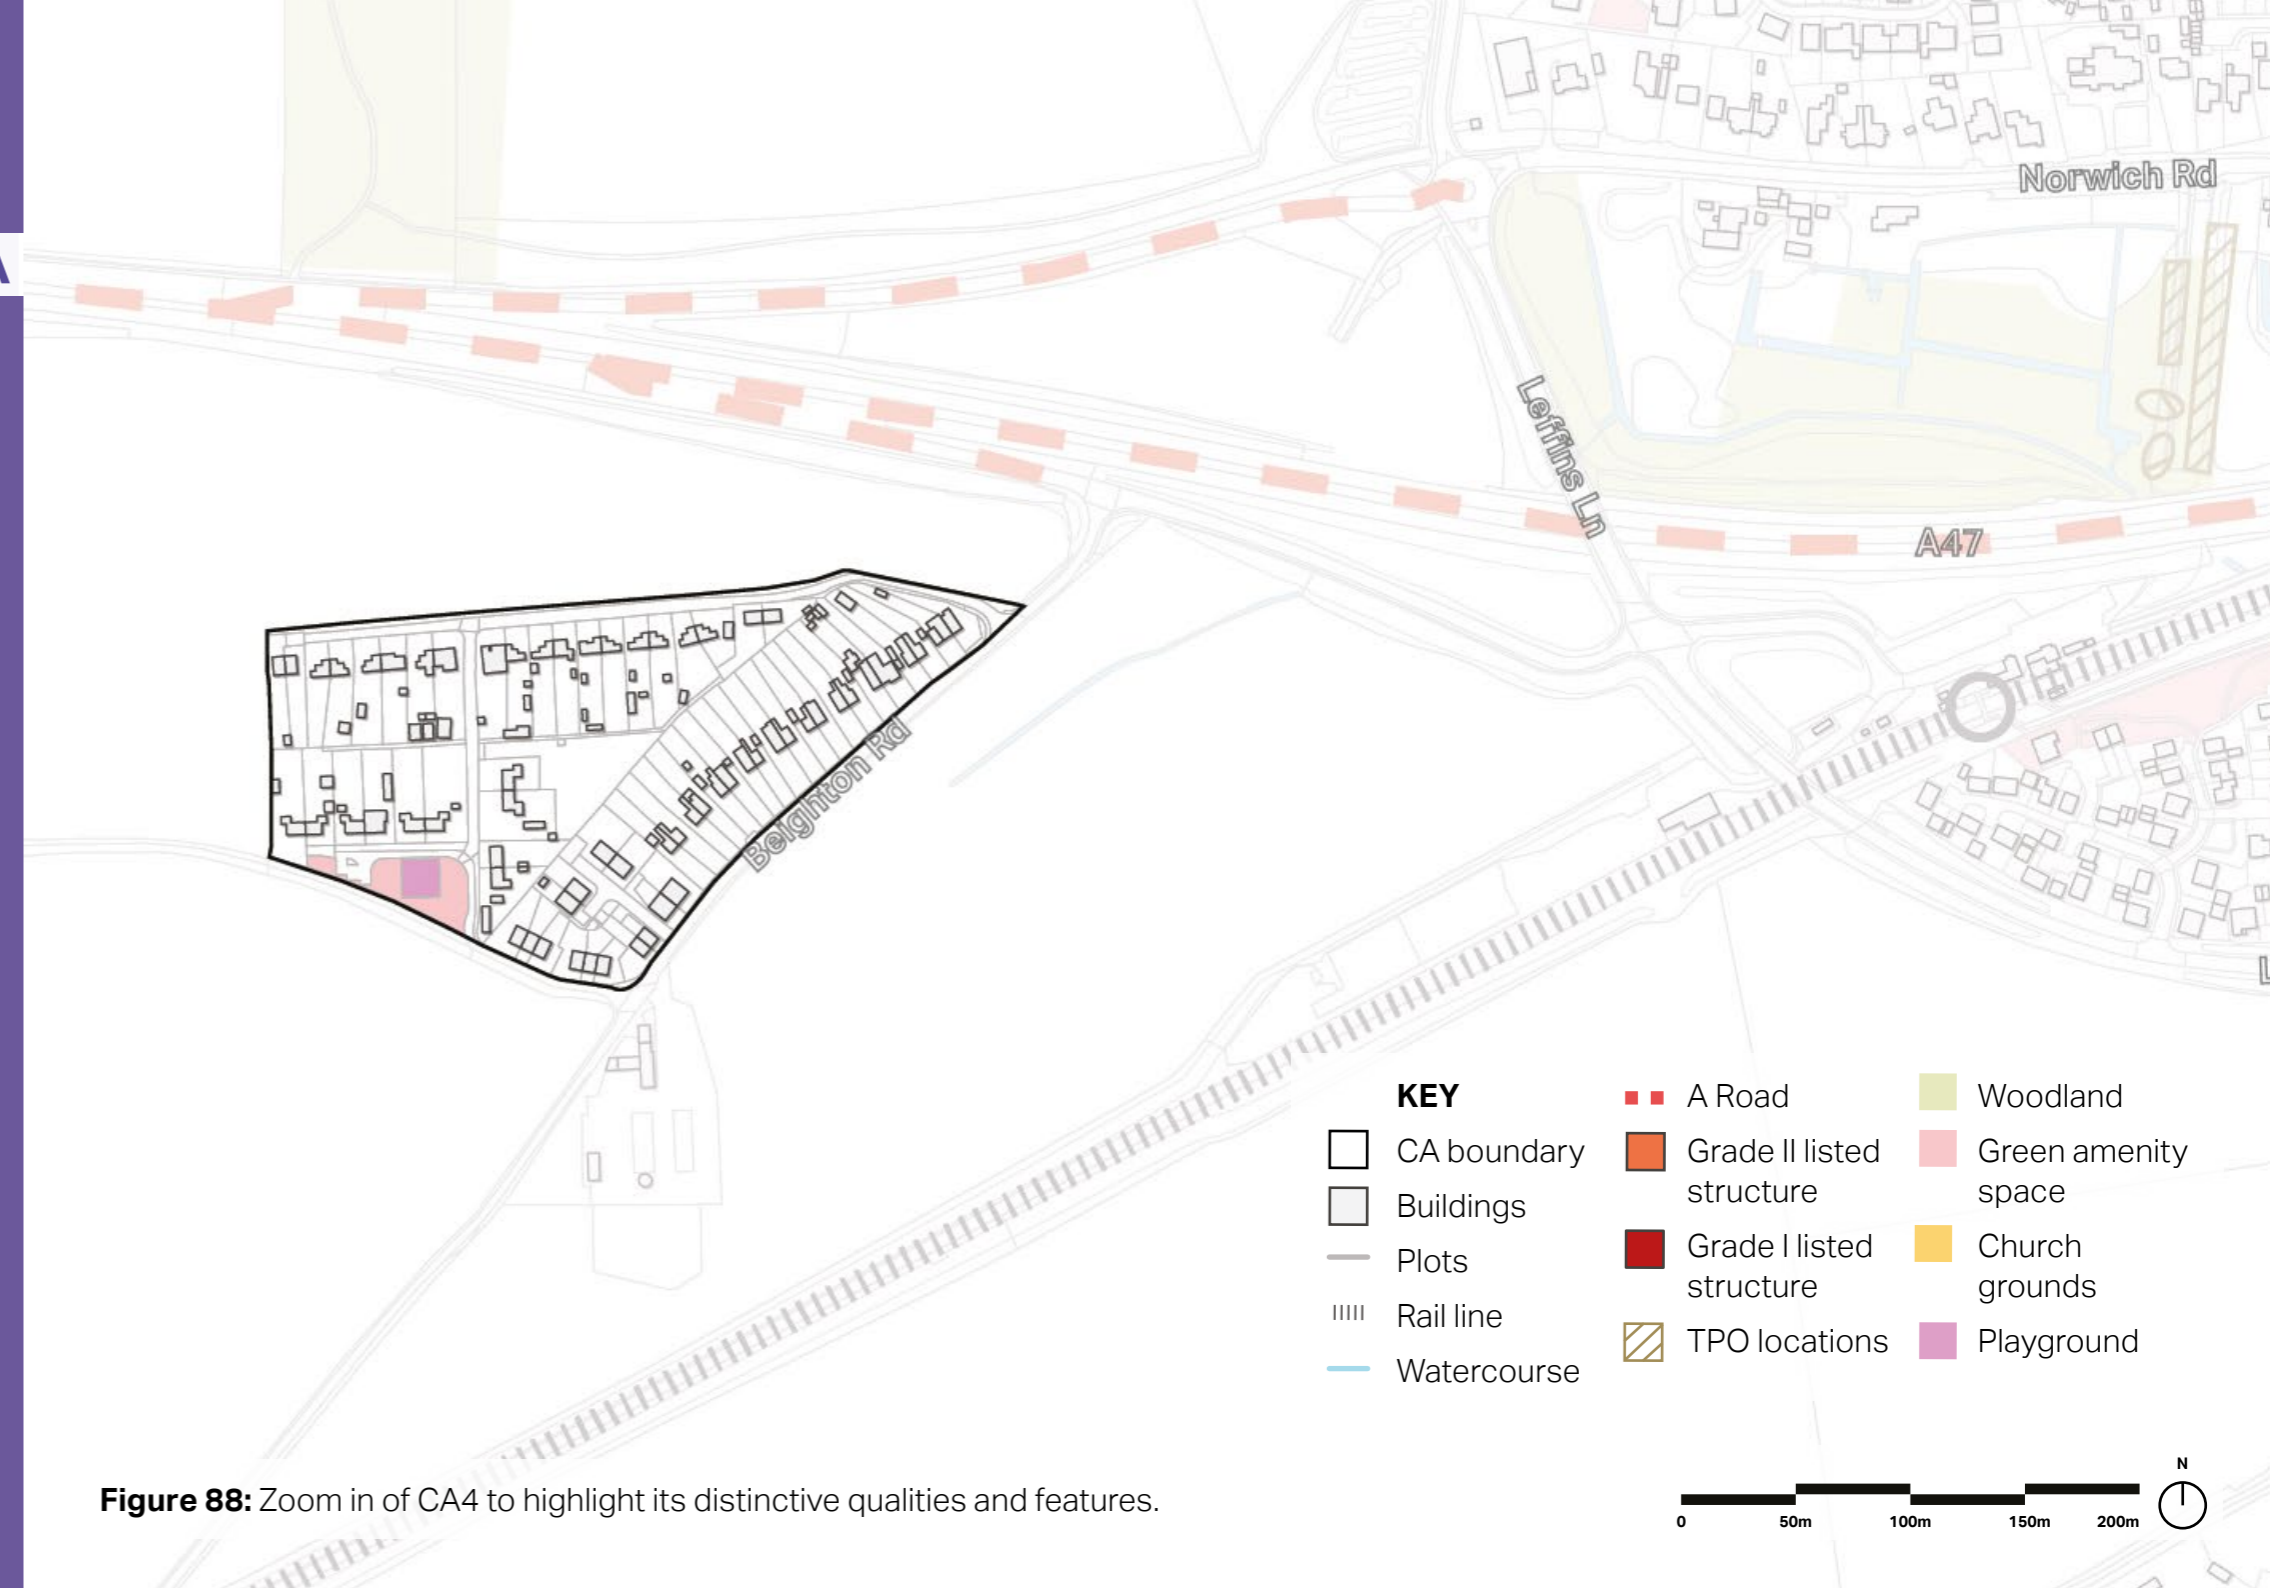 Norwich Rd
Leffins Ln
A47
Beighton Rd
KEY
CA boundary
Buildings
Plots
Rail line
Watercourse
A Road
Grade II listed
structure
Grade I listed
structure
TPO locations
Woodland
Green amenity
space
Church
grounds
Playground
N
0 50m 100m 150m 200m
Figure 88: Zoom in of CA4 to highlight its distinctive qualities and features.